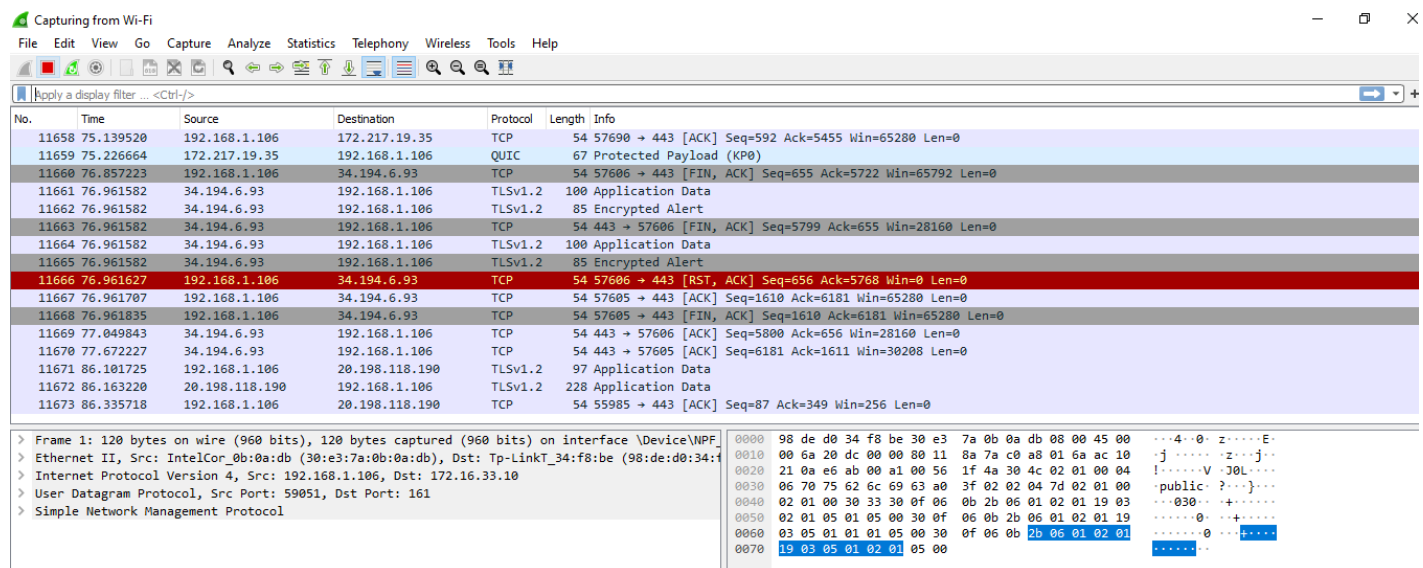 Capturing from Wi-Fi
File Edit View Go Capture Analyze Statistics Telephony Wireless Tools Help
Apply a display filter ... <Ctrl-/>
No. Time Source Destination Protocol Length Info
11658 75.139520 192.168.1.106 172.217.19.35 TCP 54 57690 → 443 [ACK] Seq=592 Ack=5455 Win=65280 Len=0
11659 75.226664 172.217.19.35 192.168.1.106 QUIC 67 Protected Payload (KP0)
11660 76.857223 192.168.1.106 34.194.6.93 TCP 54 57606 → 443 [FIN, ACK] Seq=655 Ack=5722 Win=65792 Len=0
11661 76.961582 34.194.6.93 192.168.1.106 TLSv1.2 100 Application Data
11662 76.961582 34.194.6.93 192.168.1.106 TLSv1.2 85 Encrypted Alert
11663 76.961582 34.194.6.93 192.168.1.106 TCP 54 443 → 57606 [FIN, ACK] Seq=5799 Ack=655 Win=28160 Len=0
11664 76.961582 34.194.6.93 192.168.1.106 TLSv1.2 100 Application Data
11665 76.961582 34.194.6.93 192.168.1.106 TLSv1.2 85 Encrypted Alert
11666 76.961627 192.168.1.106 34.194.6.93 TCP 54 57606 → 443 [RST, ACK] Seq=656 Ack=5768 Win=0 Len=0
11667 76.961707 192.168.1.106 34.194.6.93 TCP 54 57605 → 443 [ACK] Seq=1610 Ack=6181 Win=65280 Len=0
11668 76.961835 192.168.1.106 34.194.6.93 TCP 54 57605 → 443 [FIN, ACK] Seq=1610 Ack=6181 Win=65280 Len=0
11669 77.049843 34.194.6.93 192.168.1.106 TCP 54 443 → 57606 [ACK] Seq=5800 Ack=656 Win=28160 Len=0
11670 77.672227 34.194.6.93 192.168.1.106 TCP 54 443 → 57605 [ACK] Seq=6181 Ack=1611 Win=30208 Len=0
11671 86.101725 192.168.1.106 20.198.118.190 TLSv1.2 97 Application Data
11672 86.163220 20.198.118.190 192.168.1.106 TLSv1.2 228 Application Data
11673 86.335718 192.168.1.106 20.198.118.190 TCP 54 55985 → 443 [ACK] Seq=87 Ack=349 Win=256 Len=0
> Frame 1: 120 bytes on wire (960 bits), 120 bytes captured (960 bits) on interface \Device\NPF_
> Ethernet II, Src: IntelCor_0b:0a:db (30:e3:7a:0b:0a:db), Dst: Tp-LinkT_34:f8:be (98:de:d0:34:f
> Internet Protocol Version 4, Src: 192.168.1.106, Dst: 172.16.33.10
> User Datagram Protocol, Src Port: 59051, Dst Port: 161
> Simple Network Management Protocol
0000 98 de d0 34 f8 be 30 e3 7a 0b 0a db 08 00 45 00 ···4··0· z·····E·
0010 00 6a 20 dc 00 00 80 11 8a 7a c0 a8 01 6a ac 10 ·j ····· ·z···j··
0020 21 0a e6 ab 00 a1 00 56 1f 4a 30 4c 02 01 00 04 !······V ·J0L····
0030 06 70 75 62 6c 69 63 a0 3f 02 02 04 7d 02 01 00 ·public· ?···}···
0040 02 01 00 30 33 30 0f 06 0b 2b 06 01 02 01 19 03 ···030·· ·+······
0050 02 01 05 01 05 00 30 0f 06 0b 2b 06 01 02 01 19 ······0· ··+·····
0060 03 05 01 01 01 05 00 30 0f 06 0b 2b 06 01 02 01 ·······0 ···+····
0070 19 03 05 01 02 01 05 00 ········